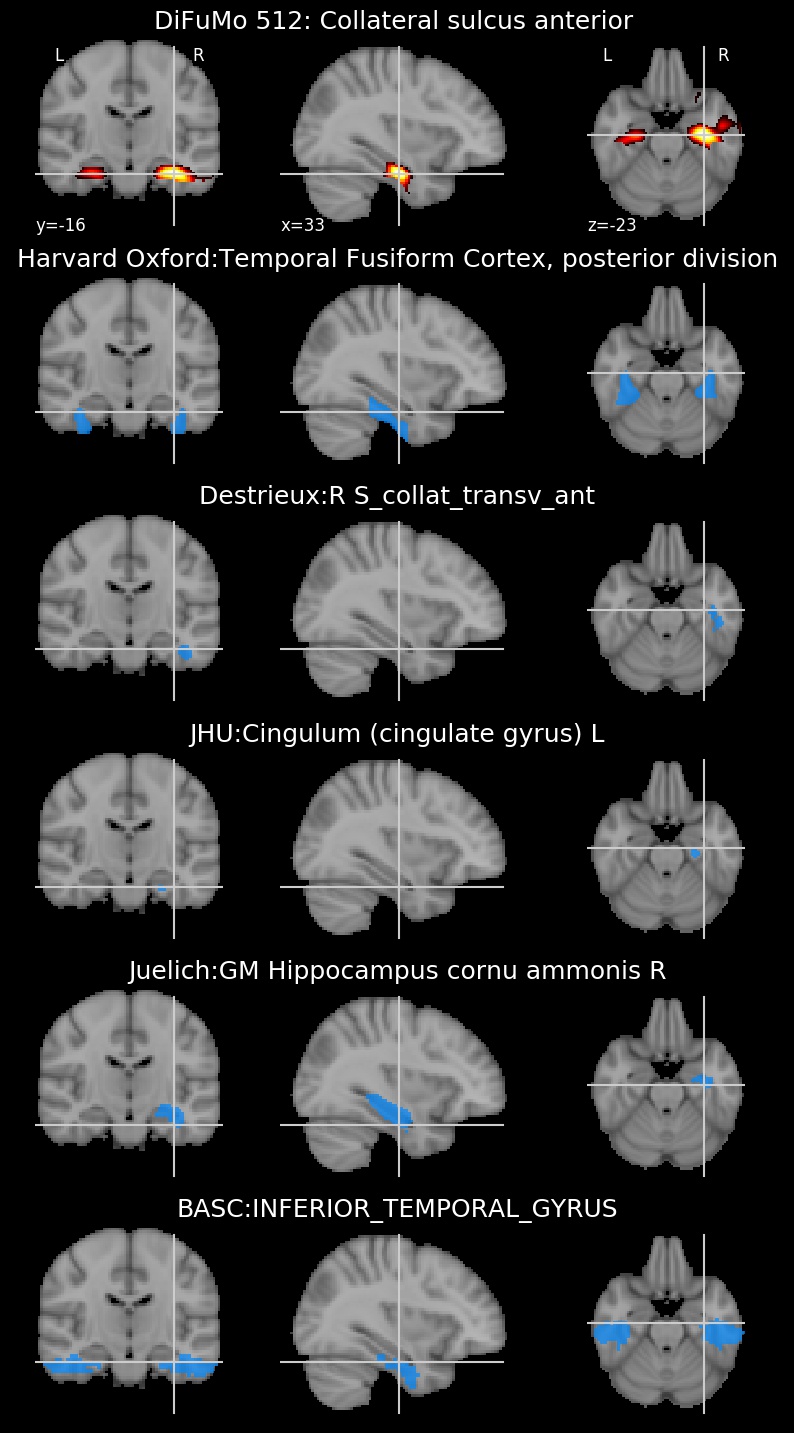 DiFuMo 512: Collateral sulcus anterior
L R L R
y=-16 x=33 z=-23
Harvard Oxford:Temporal Fusiform Cortex, posterior division
Destrieux:R S_collat_transv_ant
JHU:Cingulum (cingulate gyrus) L
Juelich:GM Hippocampus cornu ammonis R
BASC:INFERIOR_TEMPORAL_GYRUS